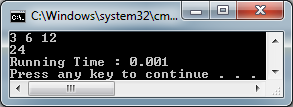 C:\Windows\system32\cm...
3 6 12
24
Running Time : 0.001
Press any key to continue . . .